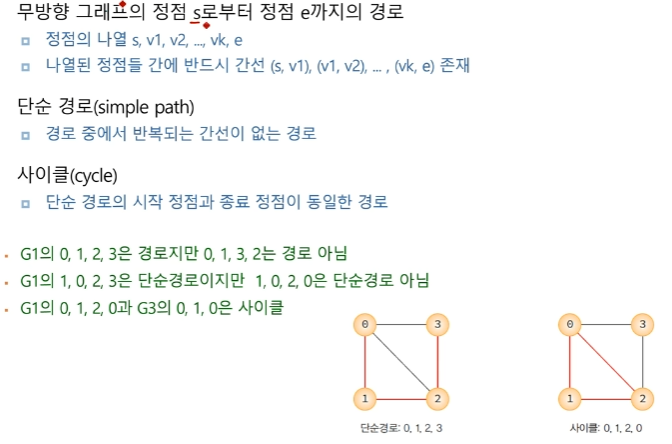 무방향 그래프의 정점 s로부터 정점 e까지의 경로
정점의 나열 s, v1, v2, ..., vk, e
나열된 정점들 간에 반드시 간선 (s, v1), (v1, v2), ... , (vk, e) 존재
단순 경로(simple path)
경로 중에서 반복되는 간선이 없는 경로
사이클(cycle)
단순 경로의 시작 정점과 종료 정점이 동일한 경로
G1의 0, 1, 2, 3은 경로지만 0, 1, 3, 2는 경로 아님
G1의 1, 0, 2, 3은 단순경로이지만 1, 0, 2, 0은 단순경로 아님
G1의 0, 1, 2, 0과 G3의 0, 1, 0은 사이클
0 3 0 3
1 2 1 2
단순경로: 0, 1, 2, 3 사이클: 0, 1, 2, 0